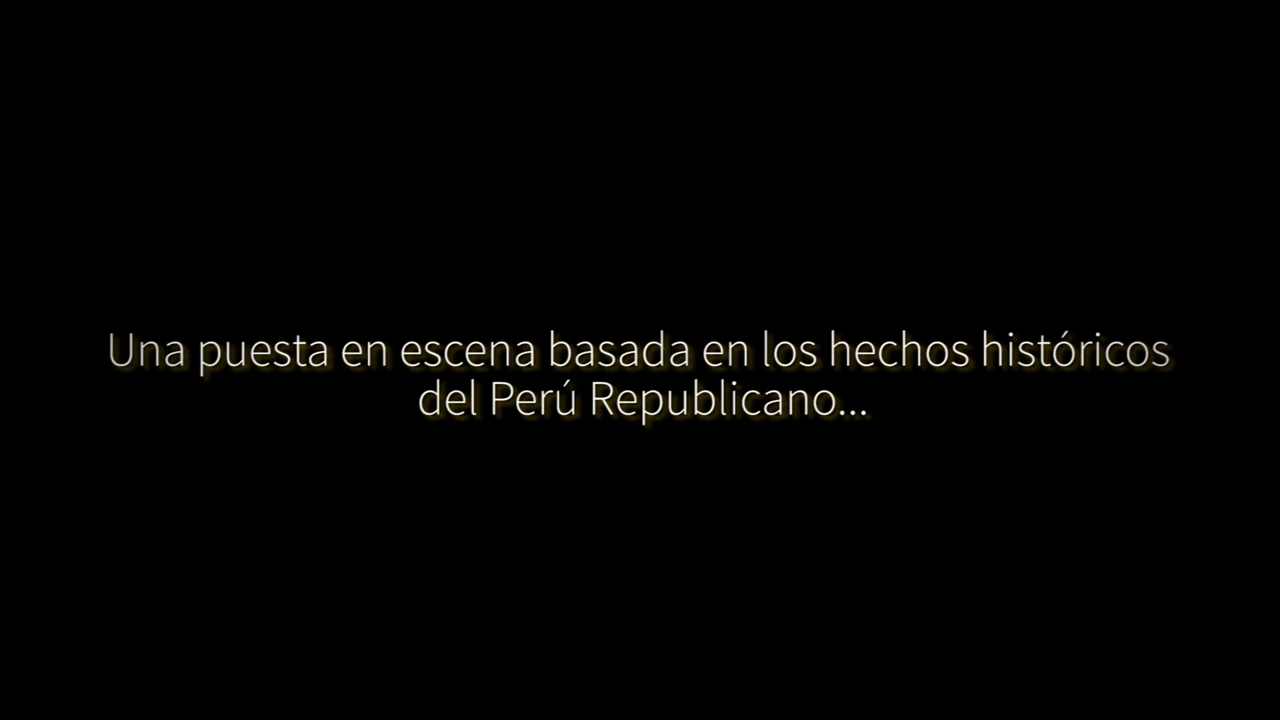 Una puesta en escena basada en los hechos históricos
del Perú Republicano...